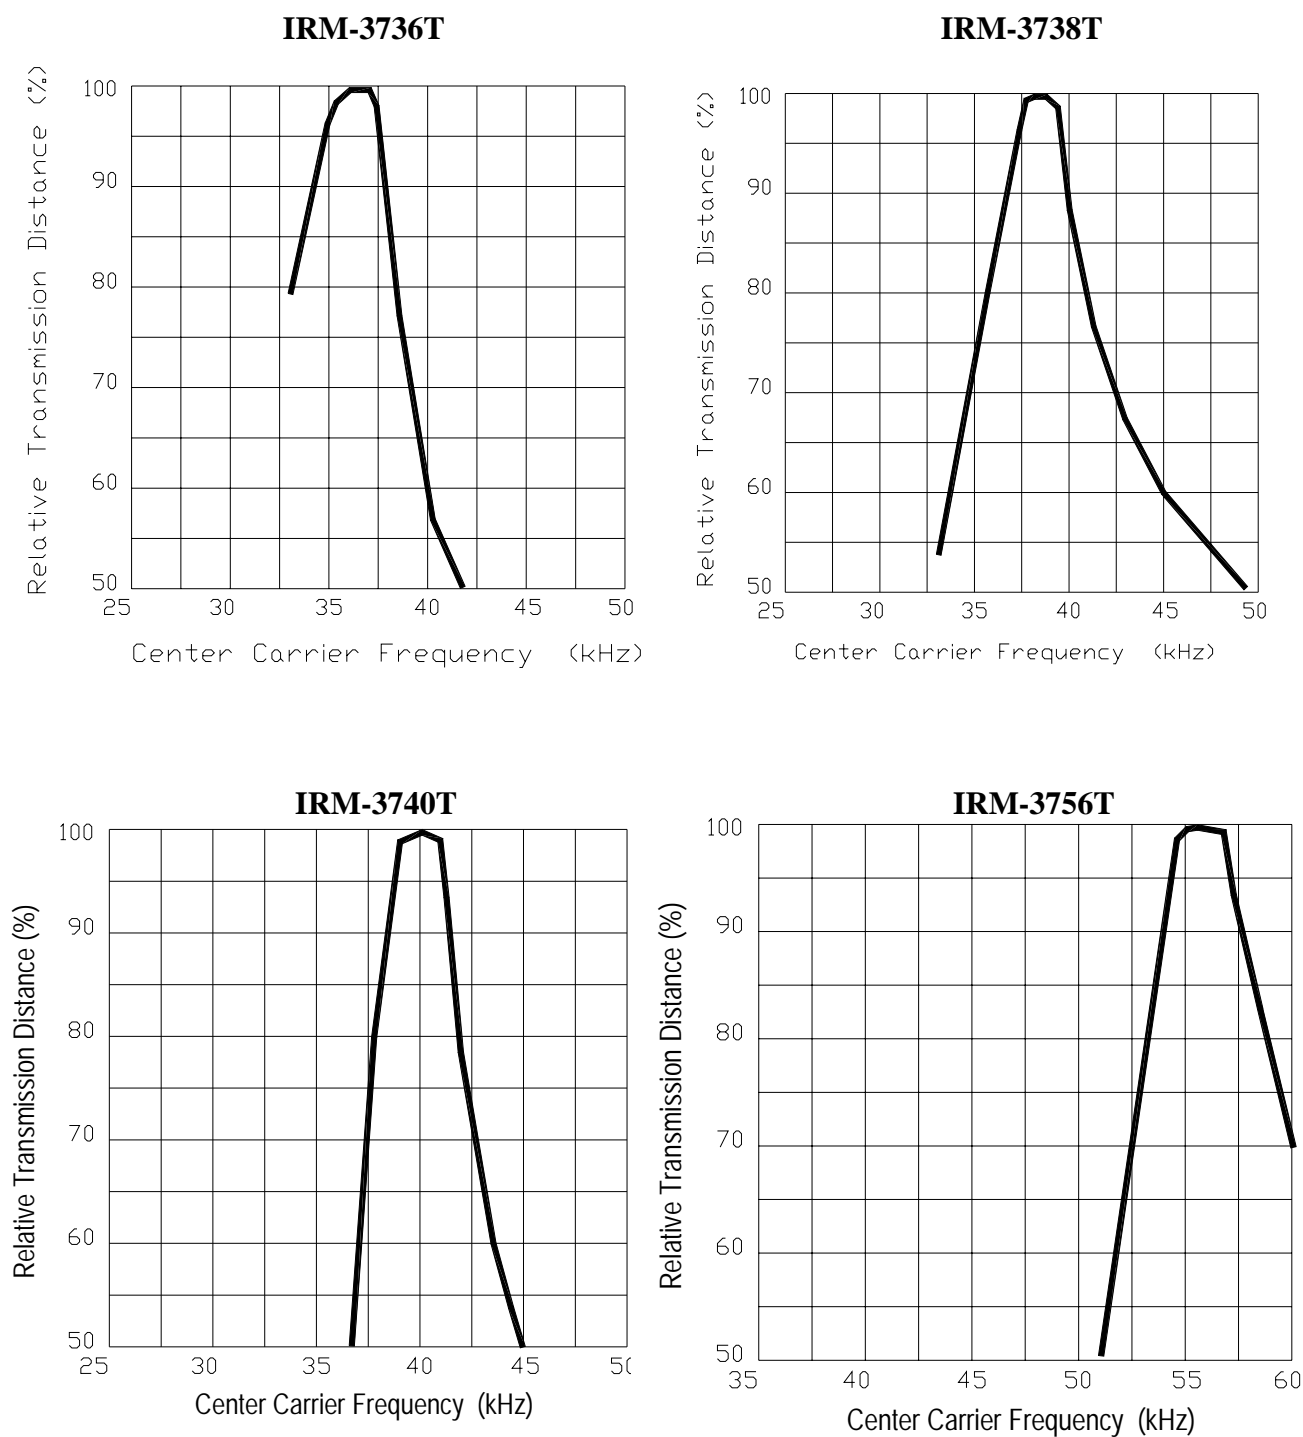 IRM-3736T
Relative Transmission Distance (%)
100
90
80
70
60
50
25 30 35 40 45 50
Center Carrier Frequency (kHz)
IRM-3738T
Relative Transmission Distance (%)
100
90
80
70
60
50
25 30 35 40 45 50
Center Carrier Frequency (kHz)
IRM-3740T
Relative Transmission Distance (%)
100
90
80
70
60
50
25 30 35 40 45 50
Center Carrier Frequency (kHz)
IRM-3756T
Relative Transmission Distance (%)
100
90
80
70
60
50
35 40 45 50 55 60
Center Carrier Frequency (kHz)